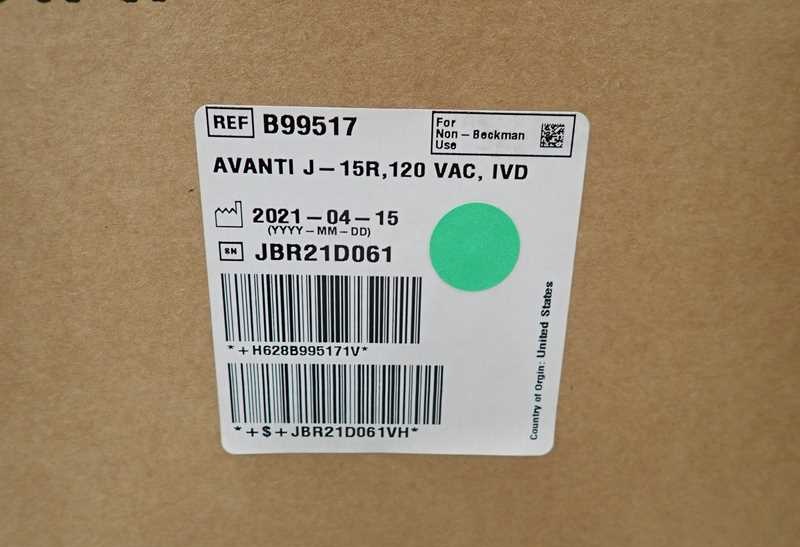 REF B99517
For
Non-Beckman
Use
AVANTI J-15R,120 VAC, IVD
2021-04-15
(YYYY-MM-DD)
SN JBR21D061
*+H628B995171V*
*+$+JBR21D061VH*
Country of Orgin: United States